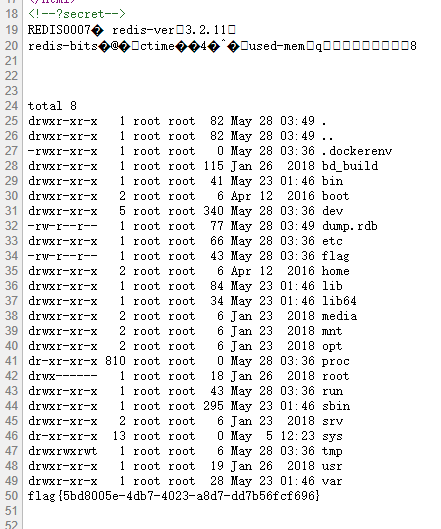 17 </html>
18 <!--?secret-->
19 REDIS0007� redis-ver 3.2.11
20 redis-bits�@� ctime��4�^� used-mem q 8
21
22
23
24 total 8
25 drwxr-xr-x 1 root root 82 May 28 03:49 .
26 drwxr-xr-x 1 root root 82 May 28 03:49 ..
27 -rwxr-xr-x 1 root root 0 May 28 03:36 .dockerenv
28 drwxr-xr-x 1 root root 115 Jan 26 2018 bd_build
29 drwxr-xr-x 1 root root 41 May 23 01:46 bin
30 drwxr-xr-x 2 root root 6 Apr 12 2016 boot
31 drwxr-xr-x 5 root root 340 May 28 03:36 dev
32 -rw-r--r-- 1 root root 77 May 28 03:49 dump.rdb
33 drwxr-xr-x 1 root root 66 May 28 03:36 etc
34 -rw-r--r-- 1 root root 43 May 28 03:36 flag
35 drwxr-xr-x 2 root root 6 Apr 12 2016 home
36 drwxr-xr-x 1 root root 84 May 23 01:46 lib
37 drwxr-xr-x 1 root root 34 May 23 01:46 lib64
38 drwxr-xr-x 2 root root 6 Jan 23 2018 media
39 drwxr-xr-x 2 root root 6 Jan 23 2018 mnt
40 drwxr-xr-x 2 root root 6 Jan 23 2018 opt
41 dr-xr-xr-x 810 root root 0 May 28 03:36 proc
42 drwx------ 1 root root 18 Jan 26 2018 root
43 drwxr-xr-x 1 root root 43 May 28 03:36 run
44 drwxr-xr-x 1 root root 295 May 23 01:46 sbin
45 drwxr-xr-x 2 root root 6 Jan 23 2018 srv
46 dr-xr-xr-x 13 root root 0 May 5 12:23 sys
47 drwxrwxrwt 1 root root 6 May 28 03:36 tmp
48 drwxr-xr-x 1 root root 19 Jan 26 2018 usr
49 drwxr-xr-x 1 root root 28 May 23 01:46 var
50 flag{5bd8005e-4db7-4023-a8d7-dd7b56fcf696}
51
52